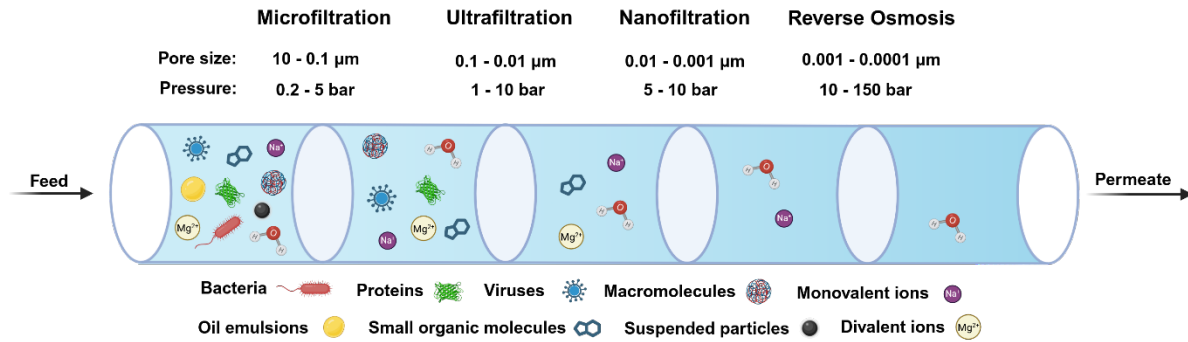 Microfiltration Ultrafiltration Nanofiltration Reverse Osmosis
Pore size: 10 - 0.1 µm 0.1 - 0.01 µm 0.01 - 0.001 µm 0.001 - 0.0001 µm
Pressure: 0.2 - 5 bar 1 - 10 bar 5 - 10 bar 10 - 150 bar
Na⁺
O H H
Na⁺
Feed
O H H
Permeate
Mg²⁺
Mg²⁺
Na⁺
O H H
O H H
Na⁺
Mg²⁺
O H H
Bacteria Proteins Viruses Macromolecules Monovalent ions Na⁺
Oil emulsions Small organic molecules Suspended particles Divalent ions Mg²⁺